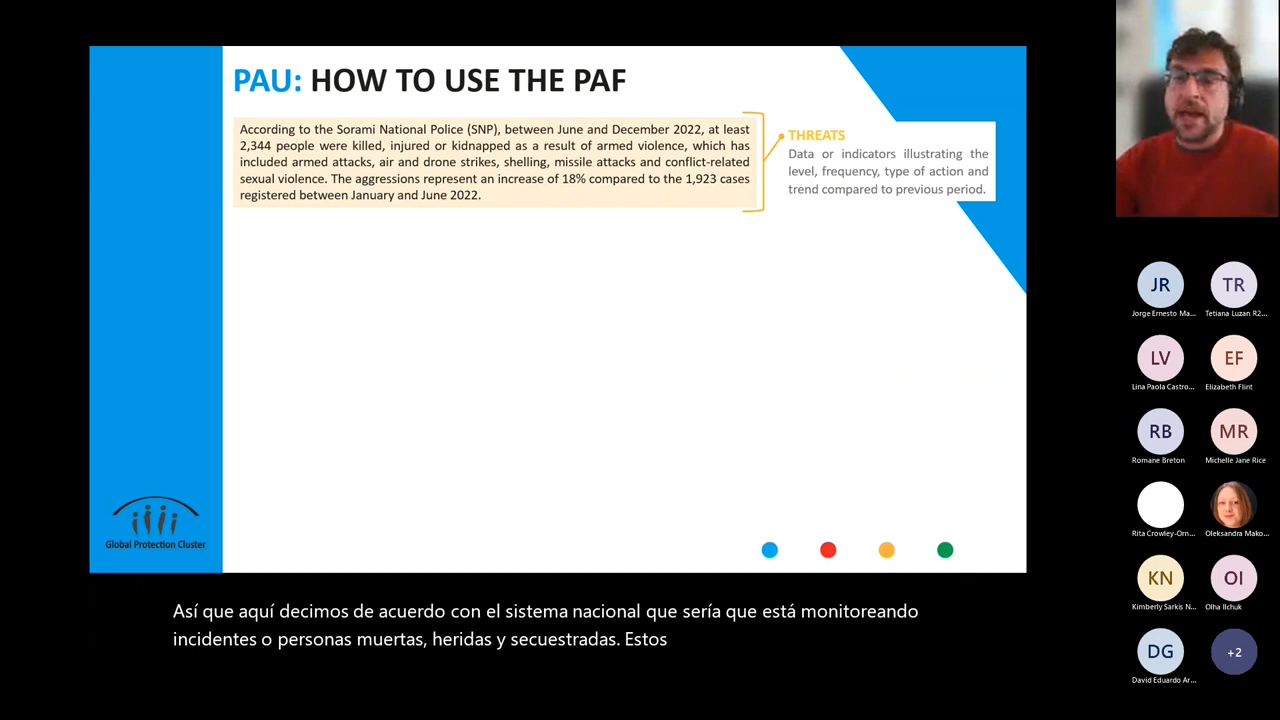 PAU: HOW TO USE THE PAF
According to the Sorami National Police (SNP), between June and December 2022, at least
2,344 people were killed, injured or kidnapped as a result of armed violence, which has
included armed attacks, air and drone strikes, shelling, missile attacks and conflict-related
sexual violence. The aggressions represent an increase of 18% compared to the 1,923 cases
registered between January and June 2022.
THREATS
Data or indicators illustrating the
level, frequency, type of action and
trend compared to previous period.
Global Protection Cluster
Así que aquí decimos de acuerdo con el sistema nacional que sería que está monitoreando
incidentes o personas muertas, heridas y secuestradas. Estos
JR
Jorge Ernesto Ma...
TR
Tetiana Luzan R2...
LV
Lina Paola Castro...
EF
Elizabeth Flint
RB
Romane Breton
MR
Michelle Jane Rice
Rita Crowley-Orn...
Oleksandra Mako...
KN
Kimberly Sarkis N...
OI
Olha Ilchuk
DG
David Eduardo Ar...
+2